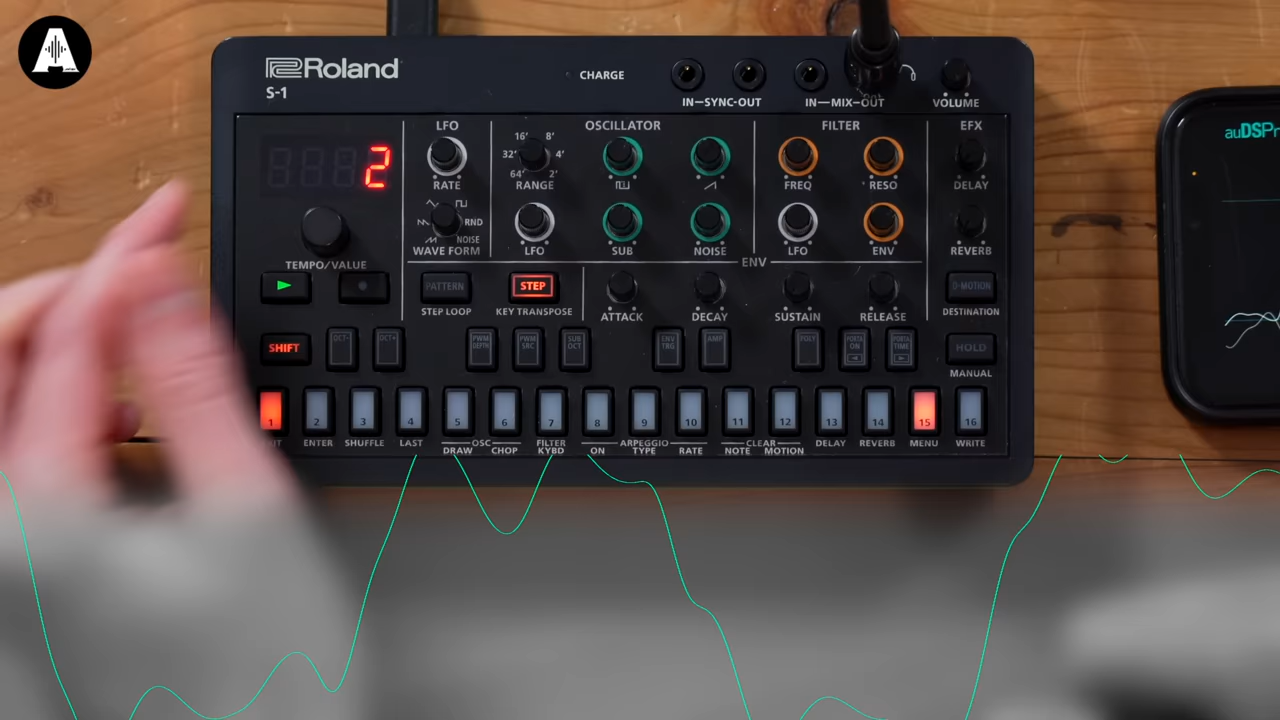 A
Roland
S-1
CHARGE
IN—SYNC—OUT
IN—MIX—OUT
VOLUME
auDSPr
2
LFO
RATE
RND
NOISE
WAVE FORM
OSCILLATOR
16' 8'
32' 4'
64' 2'
RANGE
LFO
SUB
NOISE
FILTER
FREQ
RESO
LFO
ENV
EFX
DELAY
REVERB
TEMPO/VALUE
ENV
PATTERN
STEP LOOP
STEP
KEY TRANSPOSE
ATTACK
DECAY
SUSTAIN
RELEASE
D-MOTION
DESTINATION
SHIFT
OCT-
OCT+
PWM DEPTH
PWM SRC
SUB OCT
ENV TRG
AMP
POLY
PORTA ON
PORTA TIME
HOLD
MANUAL
1 2 3 4 5 6 7 8 9 10 11 12 13 14 15 16
ENTER
SHUFFLE
LAST
OSC
DRAW
CHOP
FILTER
KYBD
ARPEGGIO
ON
TYPE
RATE
CLEAR
NOTE
MOTION
DELAY
REVERB
MENU
WRITE